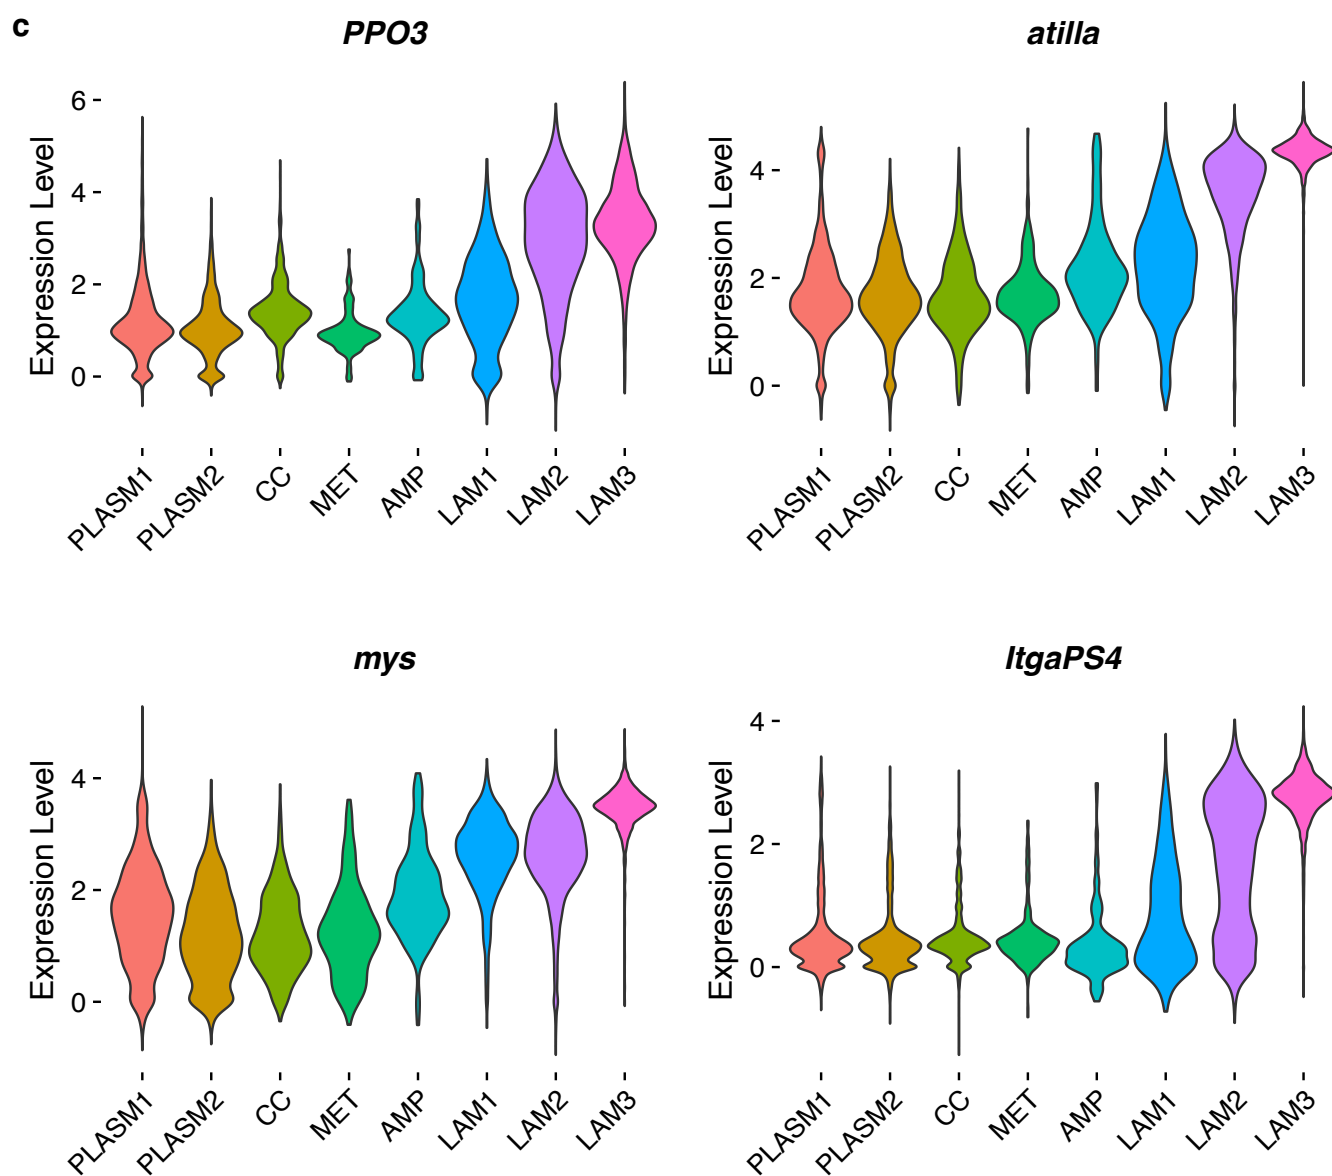 c
PPO3
Expression Level
6
4
2
0
PLASM1
PLASM2
CC
MET
AMP
LAM1
LAM2
LAM3
atilla
Expression Level
4
2
0
PLASM1
PLASM2
CC
MET
AMP
LAM1
LAM2
LAM3
mys
Expression Level
4
2
0
PLASM1
PLASM2
CC
MET
AMP
LAM1
LAM2
LAM3
ItgaPS4
Expression Level
4
2
0
PLASM1
PLASM2
CC
MET
AMP
LAM1
LAM2
LAM3